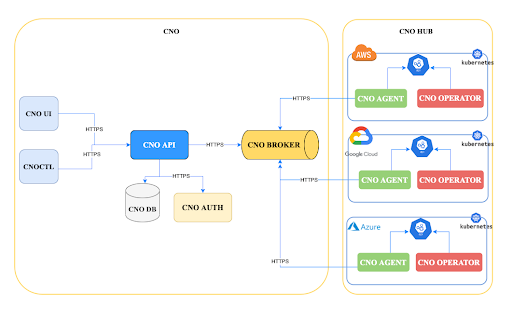 CNO
CNO HUB
aws
kubernetes
CNO AGENT
CNO OPERATOR
HTTPS
CNO UI
HTTPS
CNO API
HTTPS
CNO BROKER
Google Cloud
kubernetes
CNO AGENT
CNO OPERATOR
HTTPS
CNOCTL
HTTPS
HTTPS
CNO DB
CNO AUTH
Azure
kubernetes
CNO AGENT
CNO OPERATOR
HTTPS